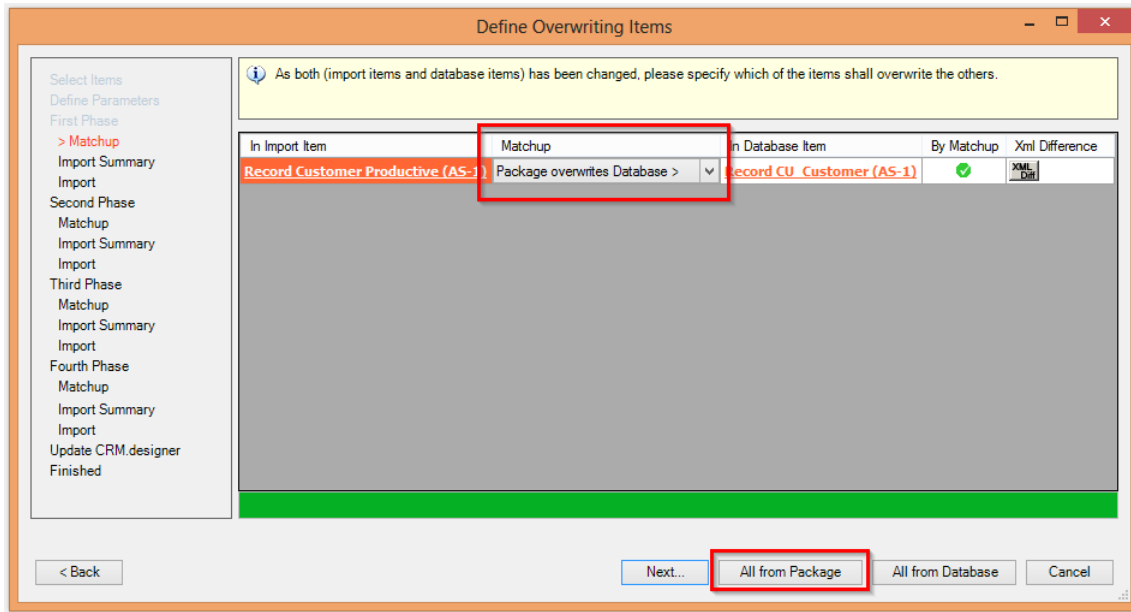 Define Overwriting Items
Select Items
Define Parameters
First Phase
> Matchup
Import Summary
Import
Second Phase
Matchup
Import Summary
Import
Third Phase
Matchup
Import Summary
Import
Fourth Phase
Matchup
Import Summary
Import
Update CRM.designer
Finished
As both (import items and database items) has been changed, please specify which of the items shall overwrite the others.
In Import Item Matchup In Database Item By Matchup Xml Difference
Record Customer Productive (AS-1) Package overwrites Database > Record CU Customer (AS-1) XML Diff
< Back Next... All from Package All from Database Cancel